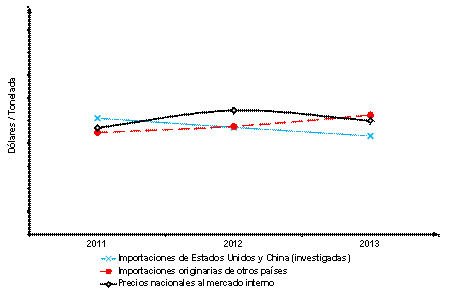 Dólares / Tonelada
2011 2012 2013
Importaciones de Estados Unidos y China (investigadas)
Importaciones originarias de otros países
Precios nacionales al mercado interno